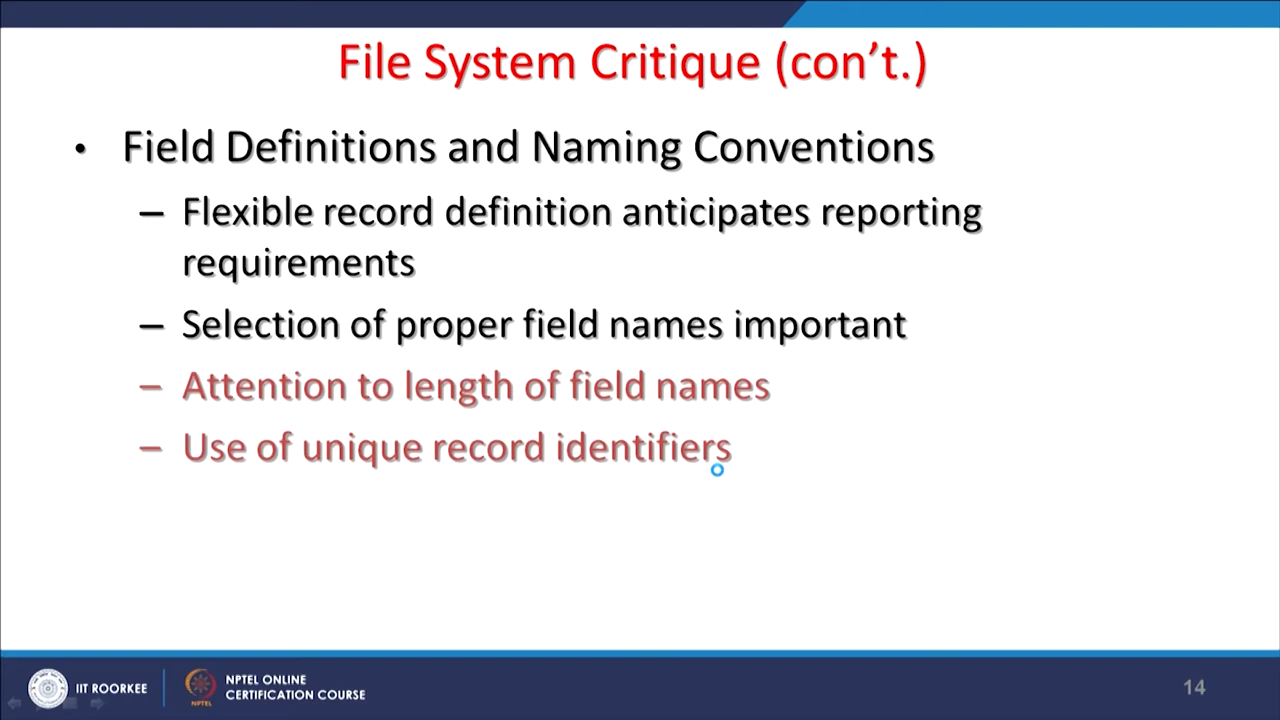 File System Critique (con’t.)
• Field Definitions and Naming Conventions
– Flexible record definition anticipates reporting
requirements
– Selection of proper field names important
– Attention to length of field names
– Use of unique record identifiers
IIT ROORKEE
NPTEL
NPTEL ONLINE
CERTIFICATION COURSE
14